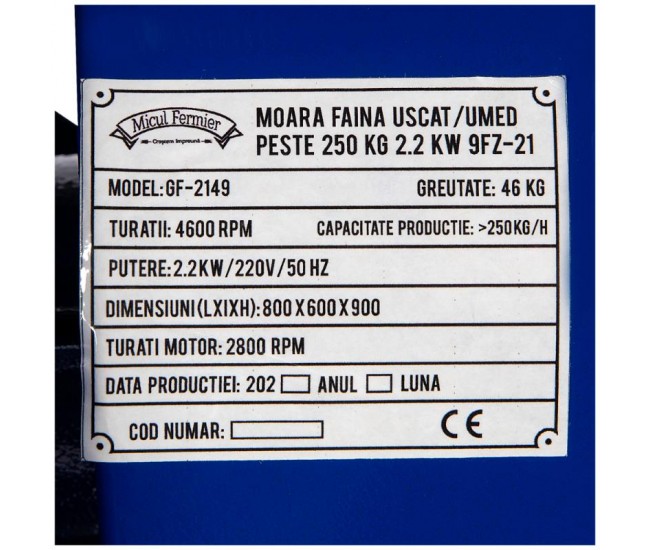 Micul Fermier
Creștem împreună
MOARA FAINA USCAT/UMED
PESTE 250 KG 2.2 KW 9FZ-21
MODEL:GF-2149 GREUTATE: 46 KG
TURATII: 4600 RPM CAPACITATE PRODUCTIE: >250KG/H
PUTERE:2.2KW/220V/50 HZ
DIMENSIUNI(LXIXH):800X600X900
TURATI MOTOR: 2800 RPM
DATA PRODUCTIEI: 202 ANUL LUNA
COD NUMAR: CE